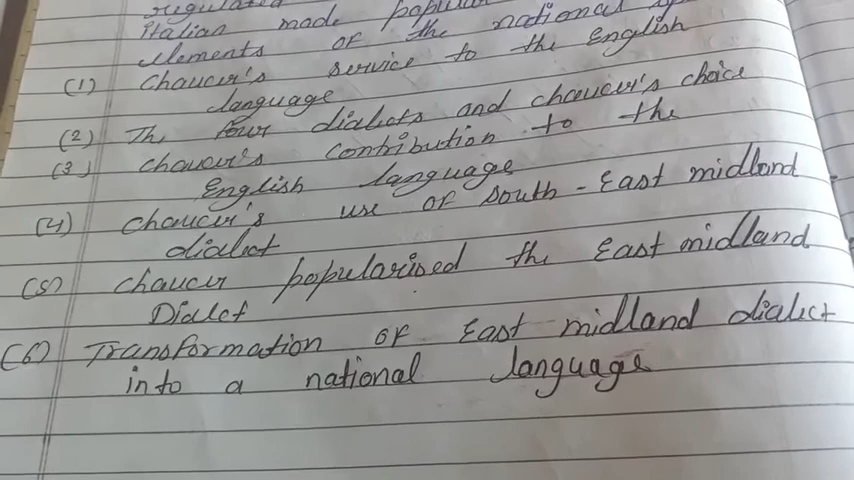 regulated
italian made popular
elements of the national
(1) Chaucer's service to the English
language
(2) The four dialects and chaucer's choice
(3) chaucer's contribution to the
English language
(4) chaucer's use of south-East midland
dialect
(5) chaucer popularised the East midland
Dialet
(6) Transformation of East midland dialect
into a national language